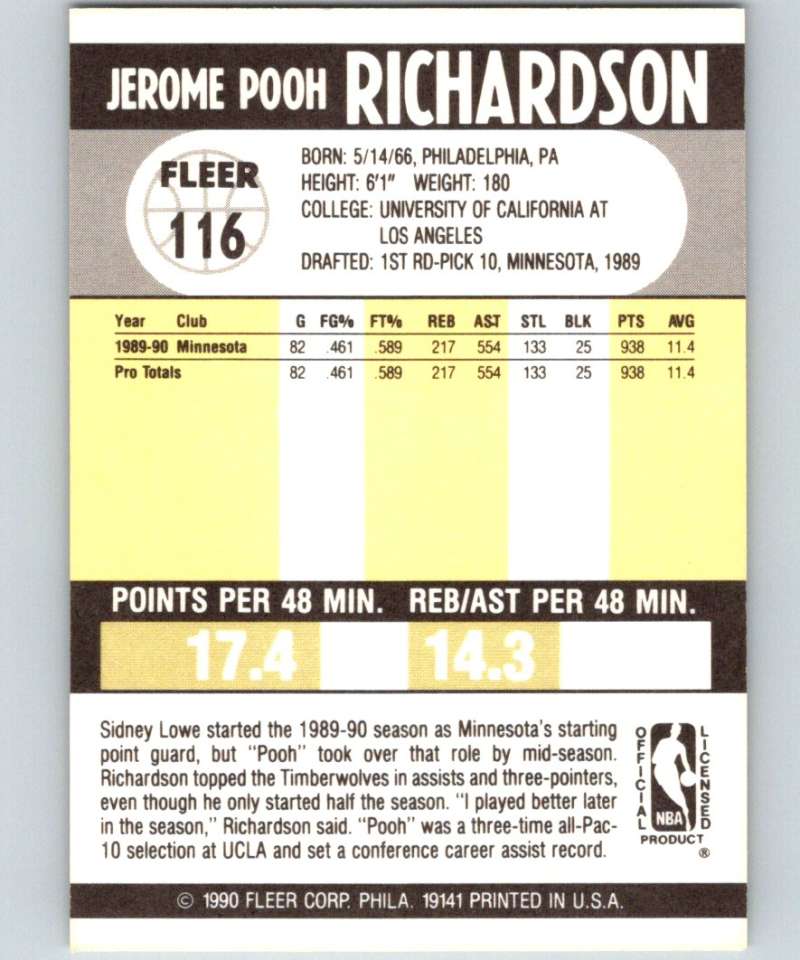 JEROME POOH RICHARDSON
FLEER
116
BORN: 5/14/66, PHILADELPHIA, PA
HEIGHT: 6'1" WEIGHT: 180
COLLEGE: UNIVERSITY OF CALIFORNIA AT
LOS ANGELES
DRAFTED: 1ST RD-PICK 10, MINNESOTA, 1989
Year Club G FG% FT% REB AST STL BLK PTS AVG
1989-90 Minnesota 82 .461 .589 217 554 133 25 938 11.4
Pro Totals 82 .461 .589 217 554 133 25 938 11.4
POINTS PER 48 MIN. REB/AST PER 48 MIN.
17.4 14.3
Sidney Lowe started the 1989-90 season as Minnesota's starting
point guard, but "Pooh" took over that role by mid-season.
Richardson topped the Timberwolves in assists and three-pointers,
even though he only started half the season. "I played better later
in the season," Richardson said. "Pooh" was a three-time all-Pac-
10 selection at UCLA and set a conference career assist record.
OFFICIAL
LICENSED
NBA
PRODUCT
®
© 1990 FLEER CORP. PHILA. 19141 PRINTED IN U.S.A.